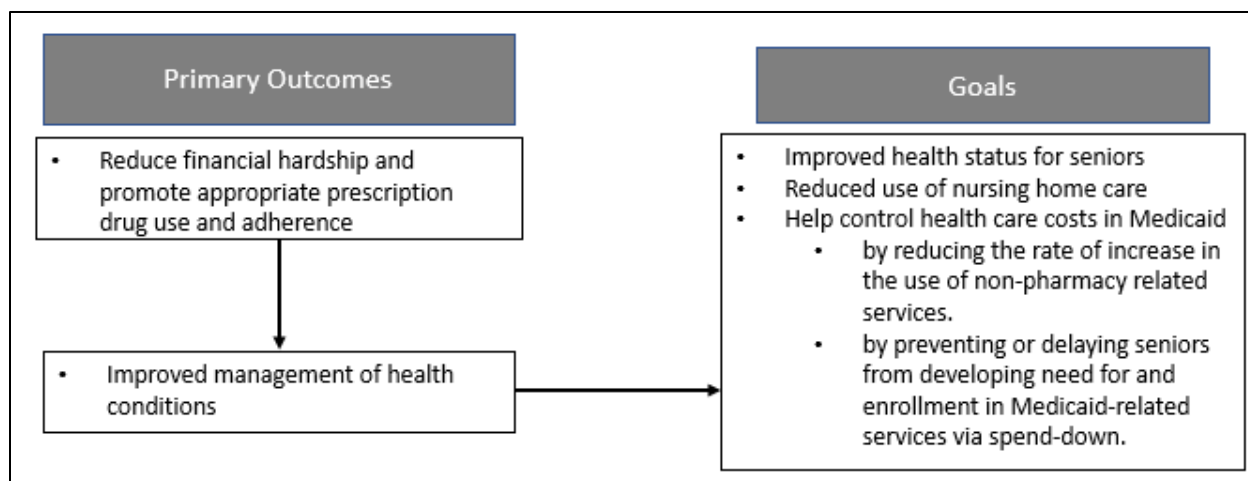 Primary Outcomes
• Reduce financial hardship and
promote appropriate prescription
drug use and adherence
• Improved management of health
conditions
Goals
• Improved health status for seniors
• Reduced use of nursing home care
• Help control health care costs in Medicaid
• by reducing the rate of increase in
the use of non-pharmacy related
services.
• by preventing or delaying seniors
from developing need for and
enrollment in Medicaid-related
services via spend-down.